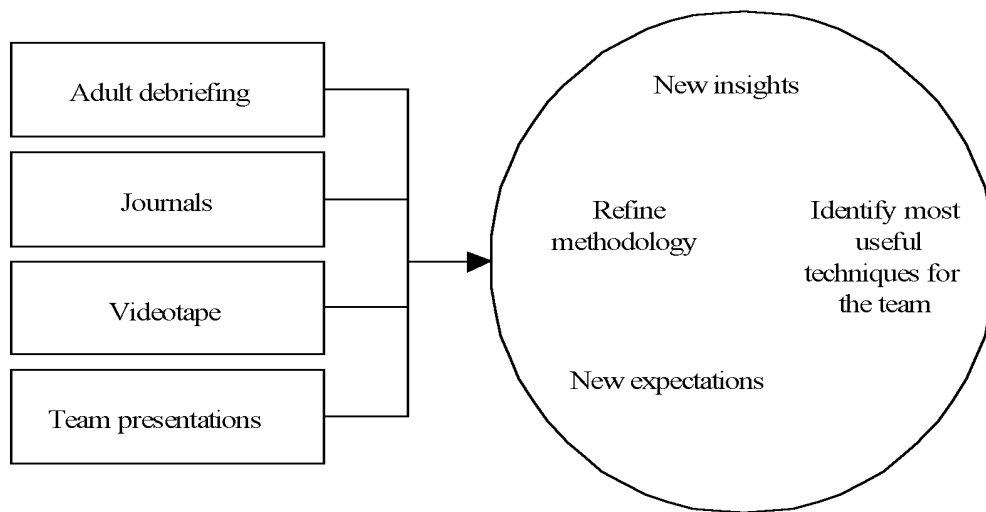 Adult debriefing
Journals
Videotape
Team presentations
New insights
Refine
methodology
Identify most
useful
techniques for
the team
New expectations